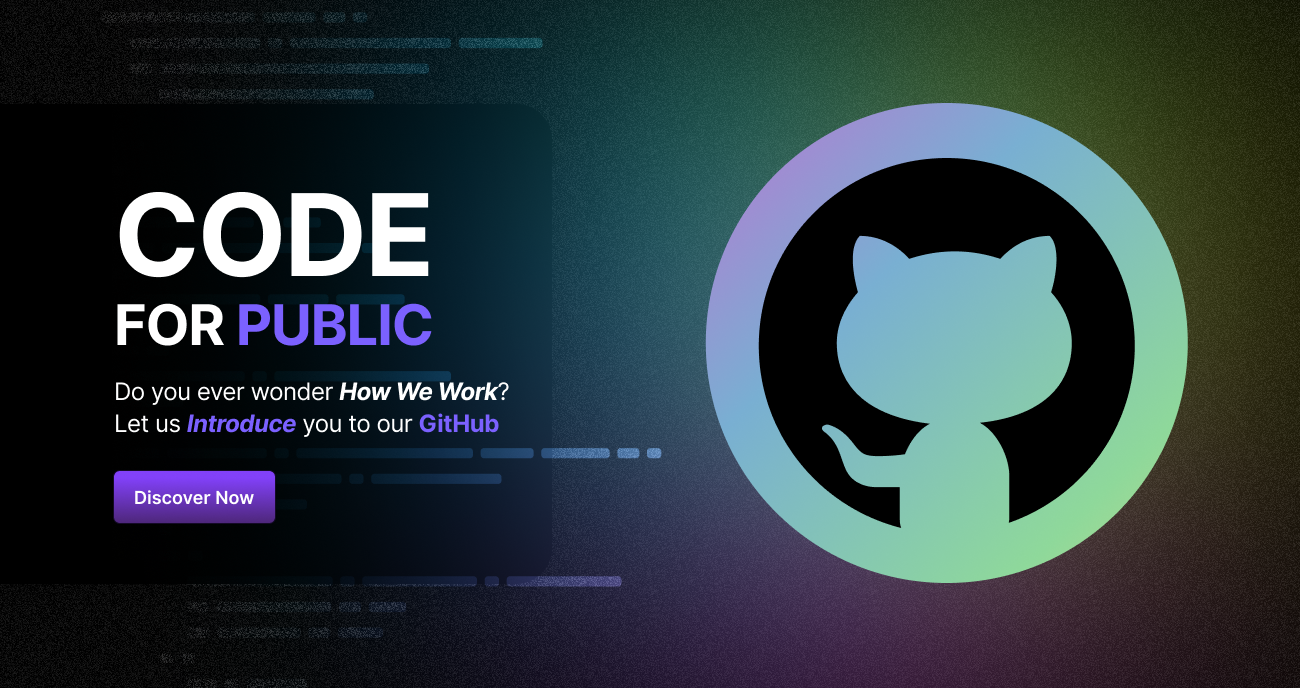 CODE
FOR PUBLIC
Do you ever wonder How We Work?
Let us Introduce you to our GitHub
Discover Now